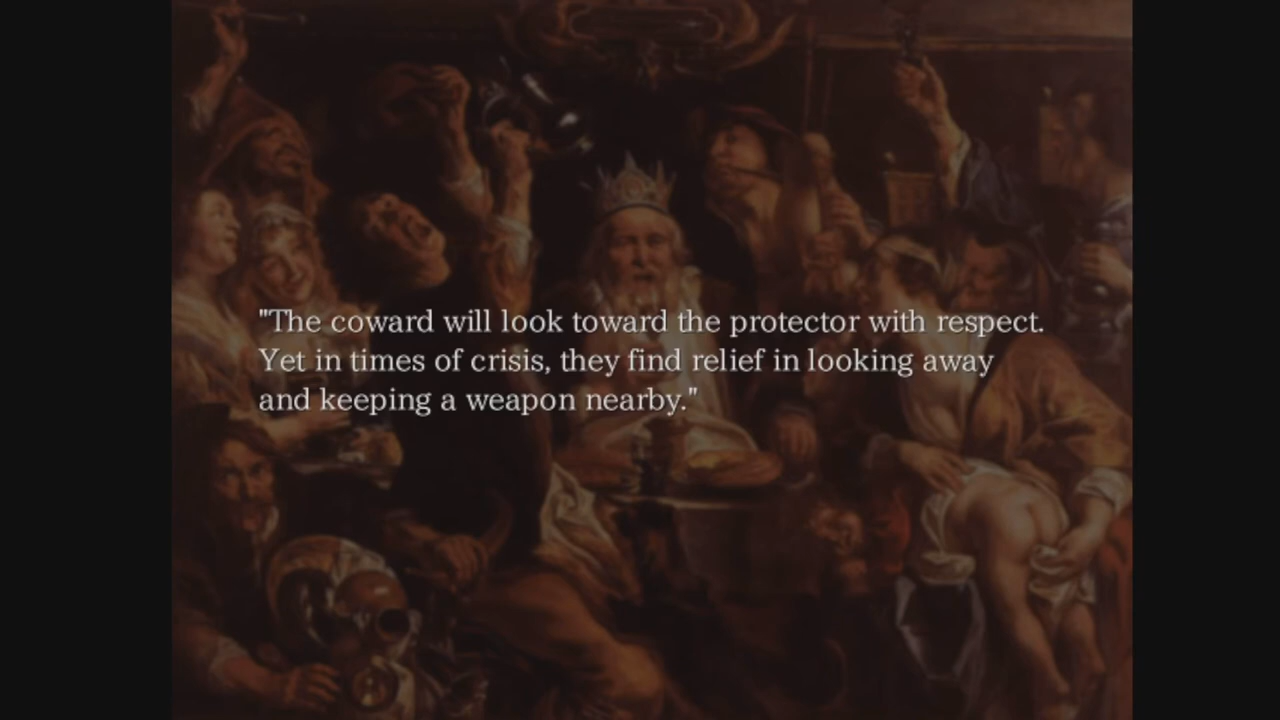 "The coward will look toward the protector with respect.
Yet in times of crisis, they find relief in looking away
and keeping a weapon nearby."